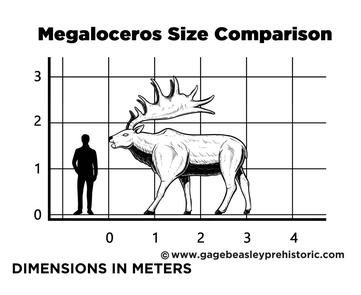 Megaloceros Size Comparison
3
2
1
0
0 1 2 3 4
© www.gagebeasleyprehistoric.com
DIMENSIONS IN METERS